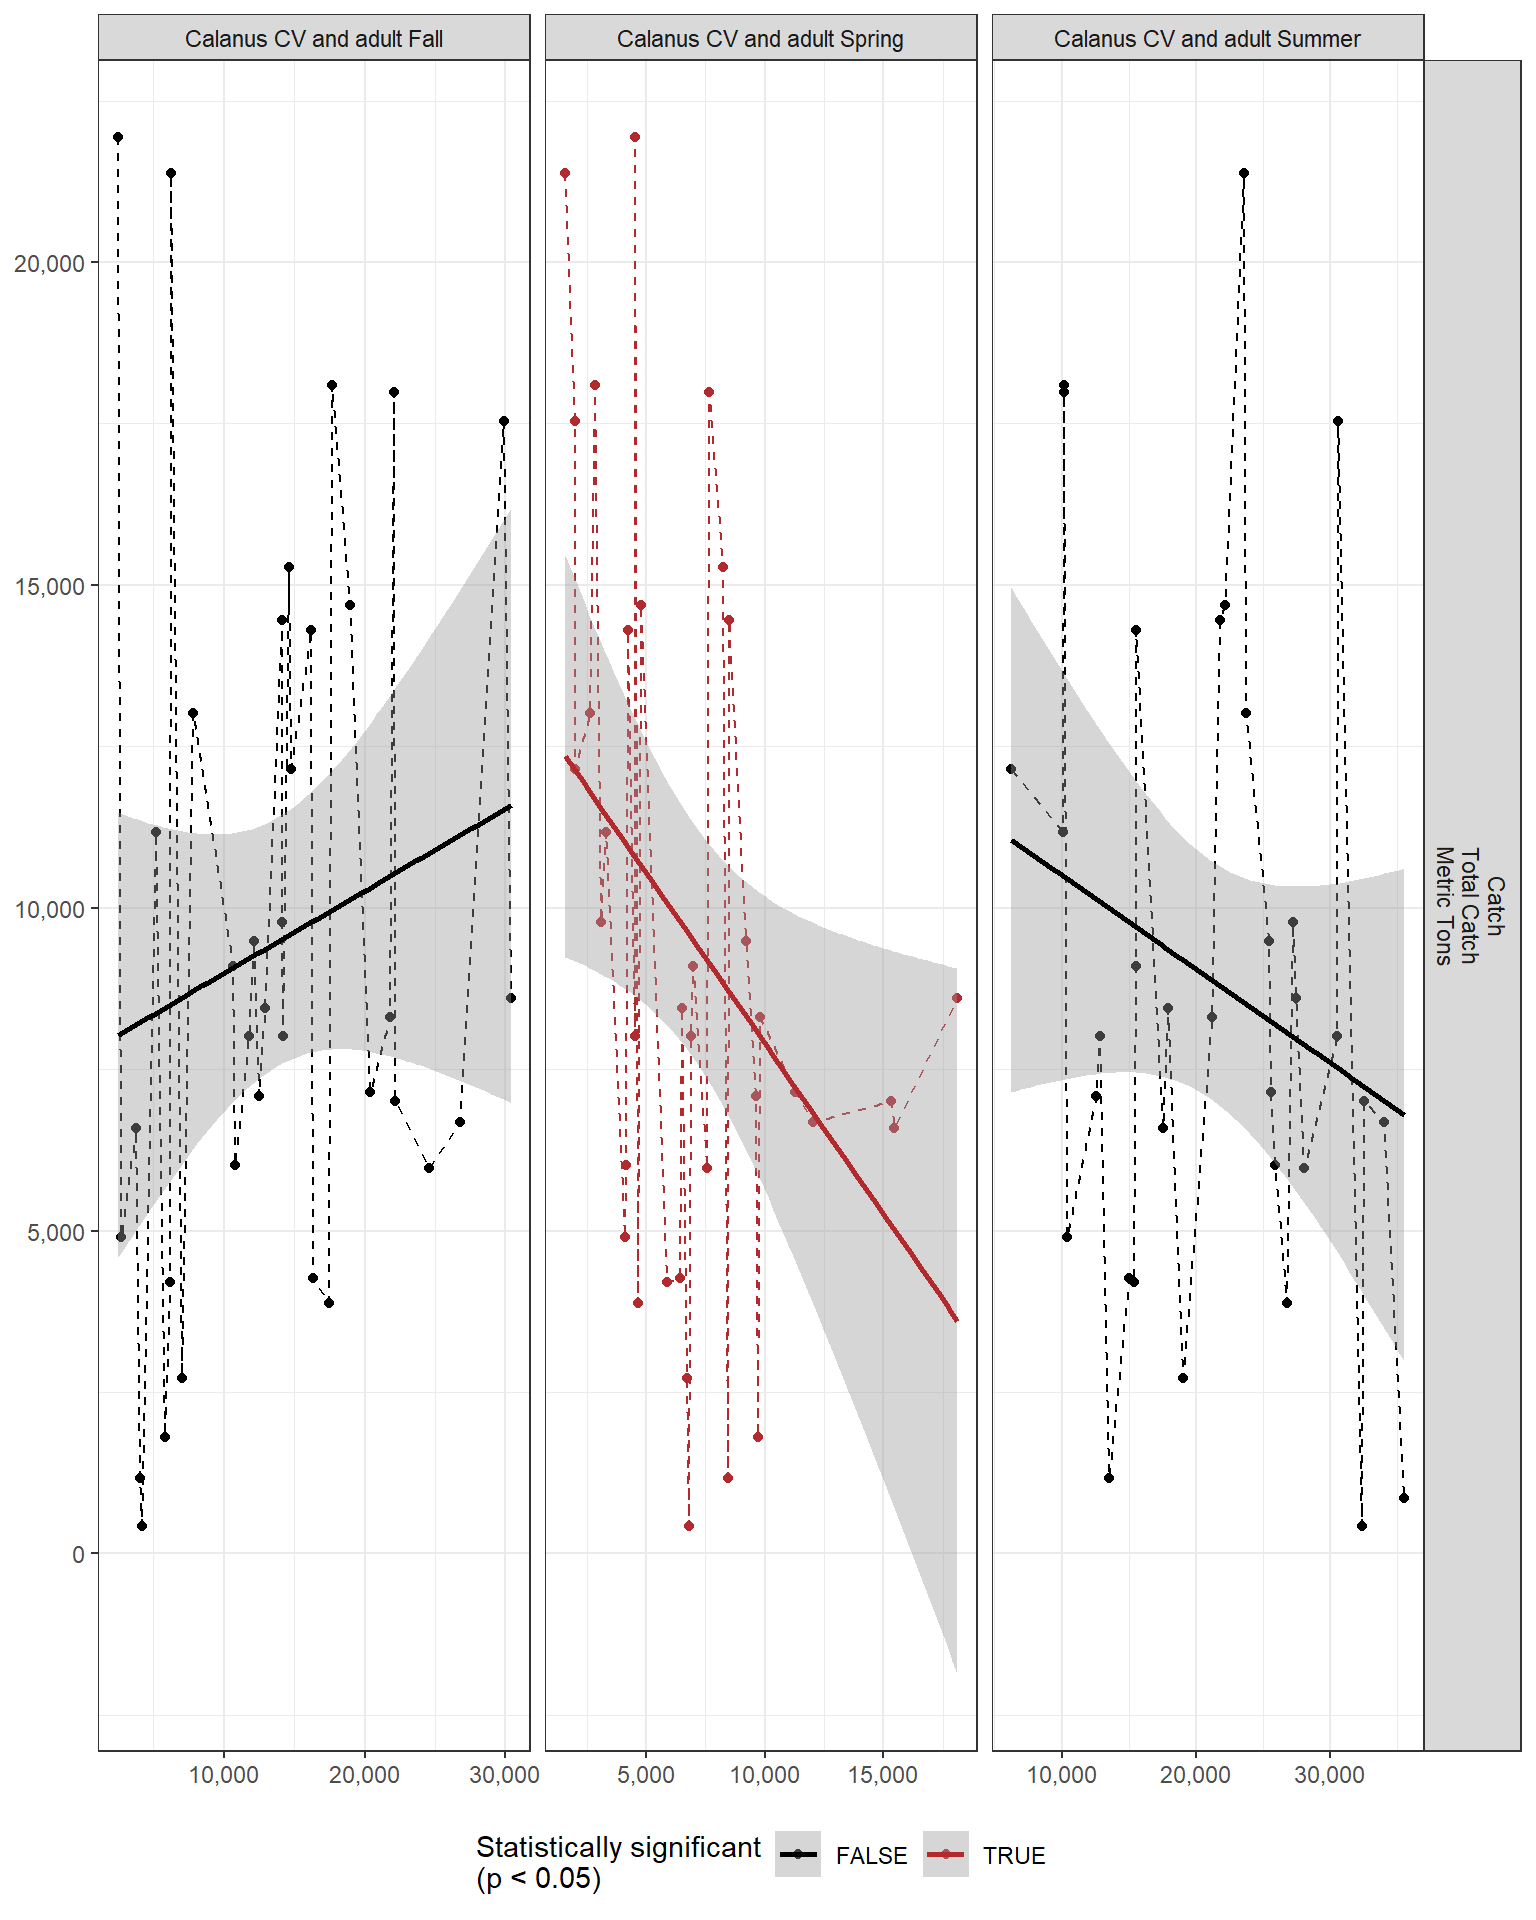 Calanus CV and adult Fall
Calanus CV and adult Spring
Calanus CV and adult Summer
20,000
15,000
10,000
5,000
0
Catch
Total Catch
Metric Tons
10,000
20,000
30,000
5,000
10,000
15,000
10,000
20,000
30,000
Statistically significant
(p < 0.05)
FALSE
TRUE